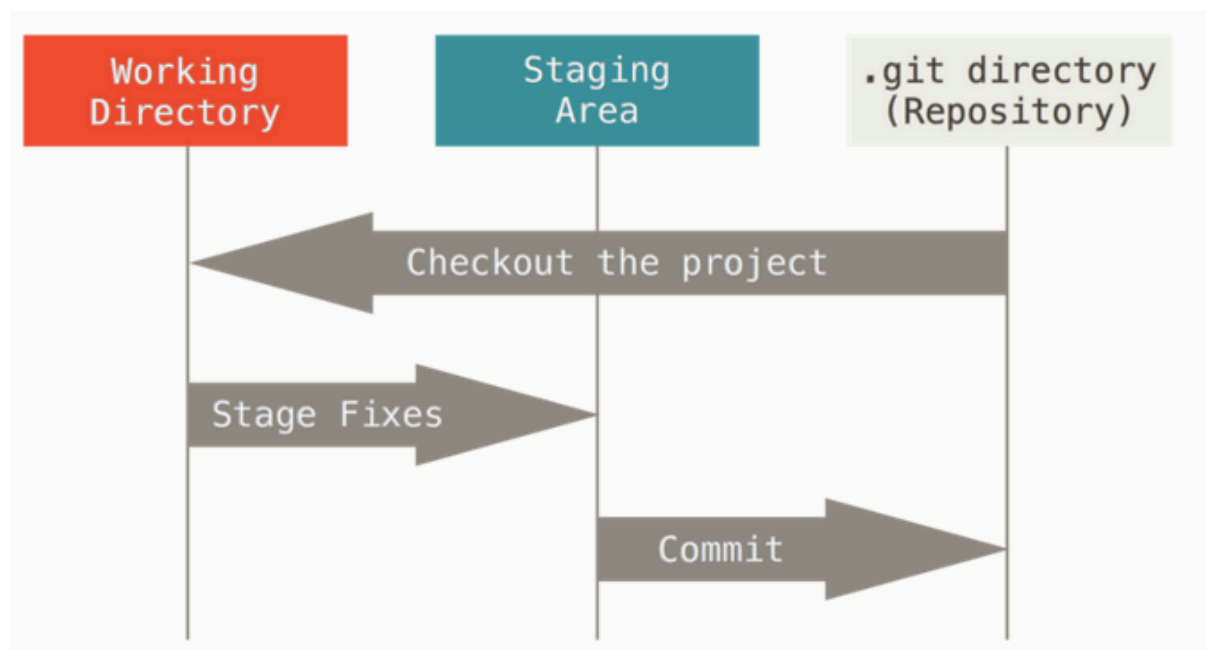 Working
Directory
Staging
Area
.git directory
(Repository)
Checkout the project
Stage Fixes
Commit